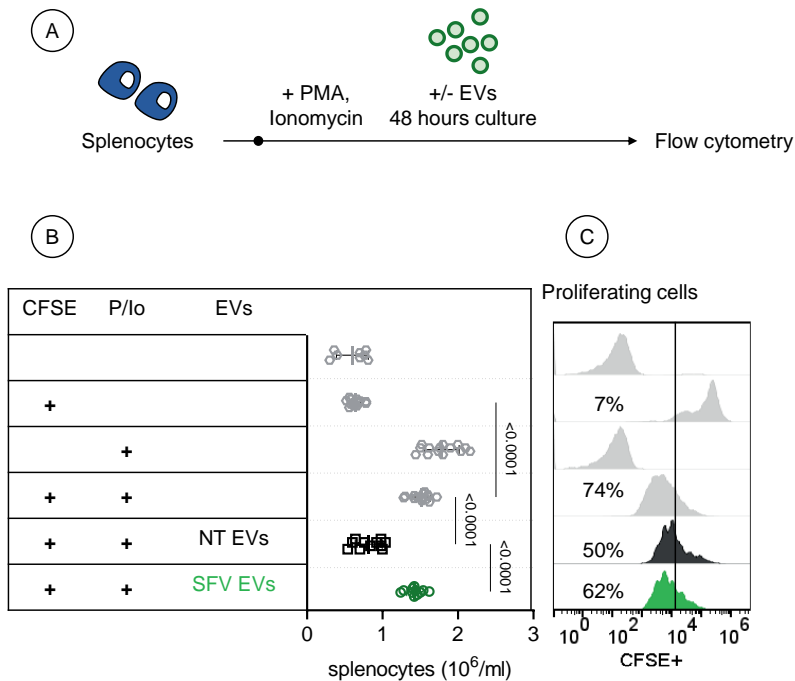 A
+ PMA,
Ionomycin
+/- EVs
48 hours culture
Splenocytes
Flow cytometry
B
C
CFSE P/Io EVs
Proliferating cells
+
7%
+
+ +
74%
+ + NT EVs
50%
+ + SFV EVs
62%
<0.0001
<0.0001
<0.0001
0 1 2 3
splenocytes (10⁶/ml)
10⁰ 10² 10⁴ 10⁶
CFSE+